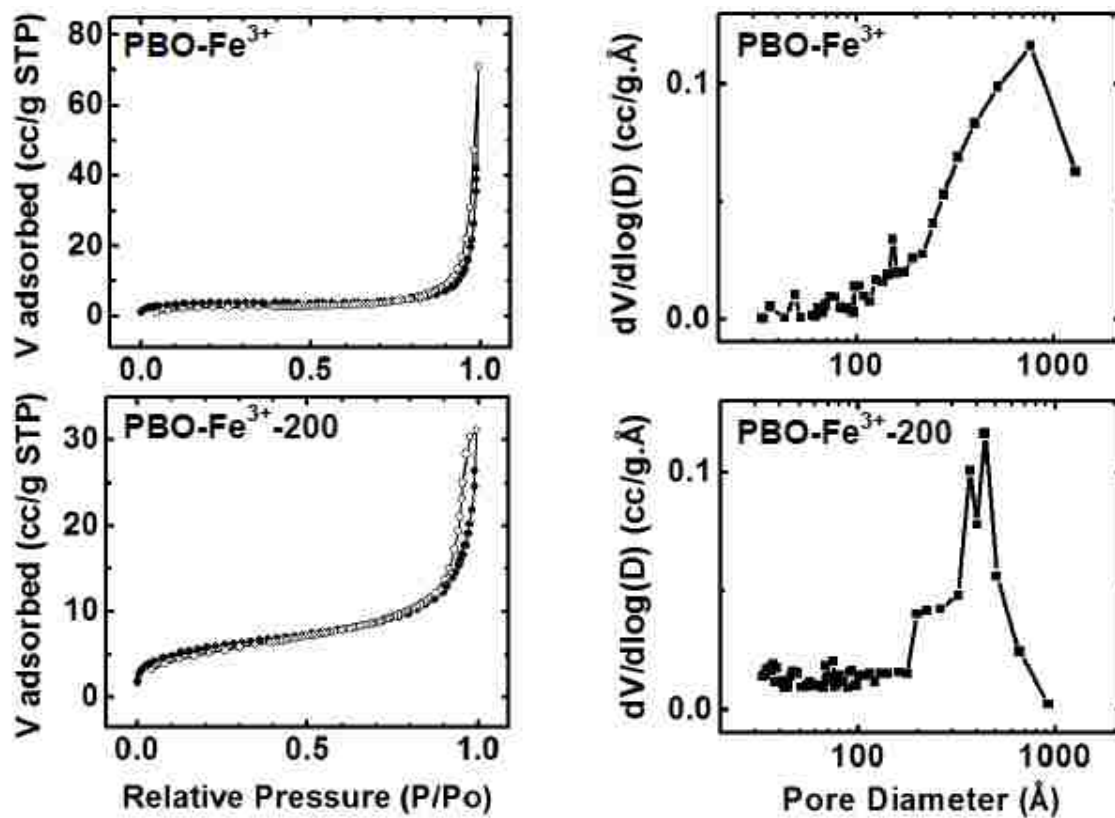 PBO-Fe3+
V adsorbed (cc/g STP)
80
60
40
20
0
0.0 0.5 1.0
PBO-Fe3+
dV/dlog(D) (cc/g.Å)
0.1
0.0
100 1000
PBO-Fe3+-200
V adsorbed (cc/g STP)
30
20
10
0
0.0 0.5 1.0
Relative Pressure (P/Po)
PBO-Fe3+-200
dV/dlog(D) (cc/g.Å)
0.1
0.0
100 1000
Pore Diameter (Å)